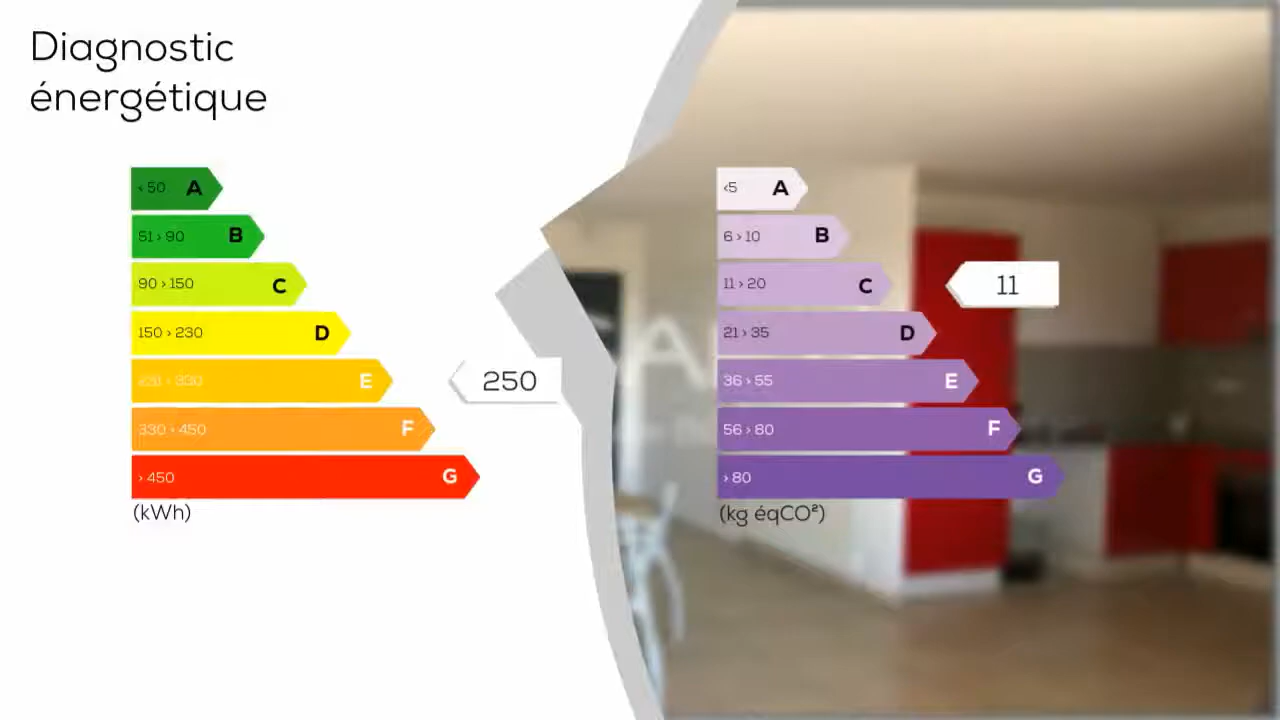 Diagnostic
énergétique
< 50 A
51 > 90 B
90 > 150 C
150 > 230 D
E
330 > 450 F
> 450 G
(kWh)
250
<5 A
6 > 10 B
11 > 20 C
21 > 35 D
36 > 55 E
56 > 80 F
> 80 G
(kg éqCO²)
11